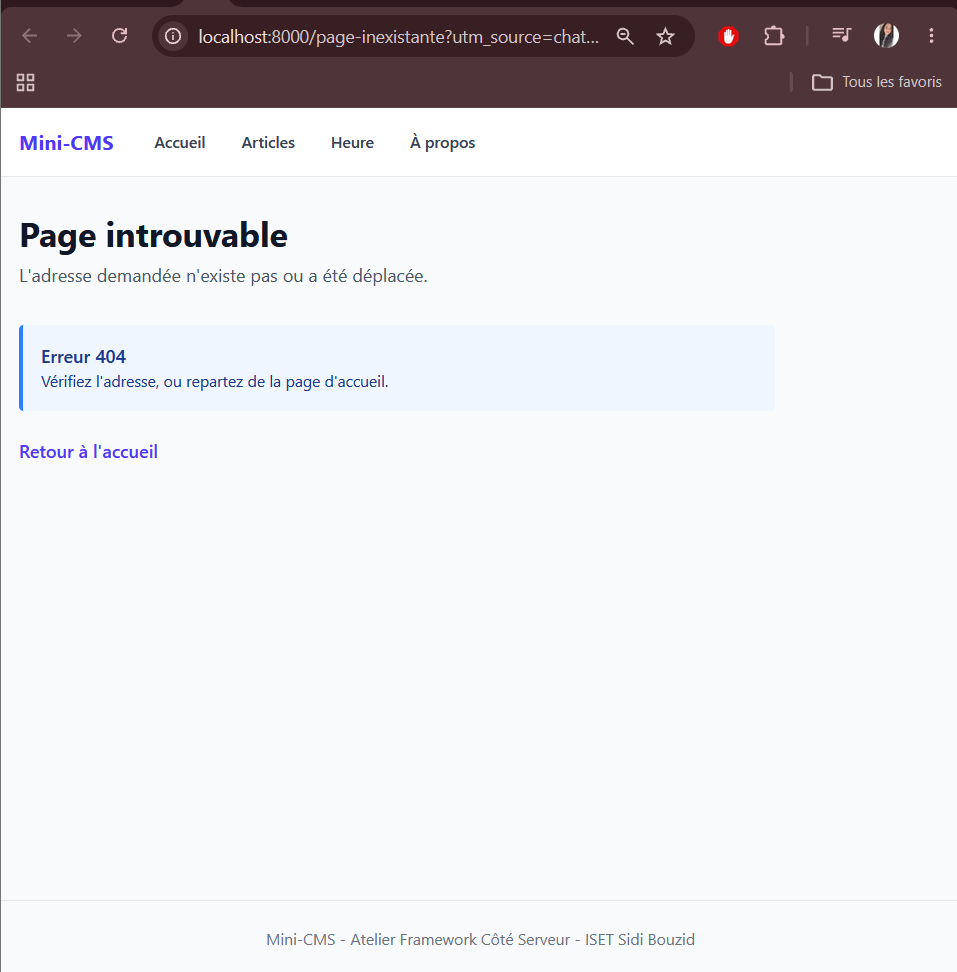 localhost:8000/page-inexistante?utm_source=chat...
Tous les favoris
Mini-CMS Accueil Articles Heure À propos
Page introuvable
L'adresse demandée n'existe pas ou a été déplacée.
Erreur 404
Vérifiez l'adresse, ou repartez de la page d'accueil.
Retour à l'accueil
Mini-CMS - Atelier Framework Côté Serveur - ISET Sidi Bouzid